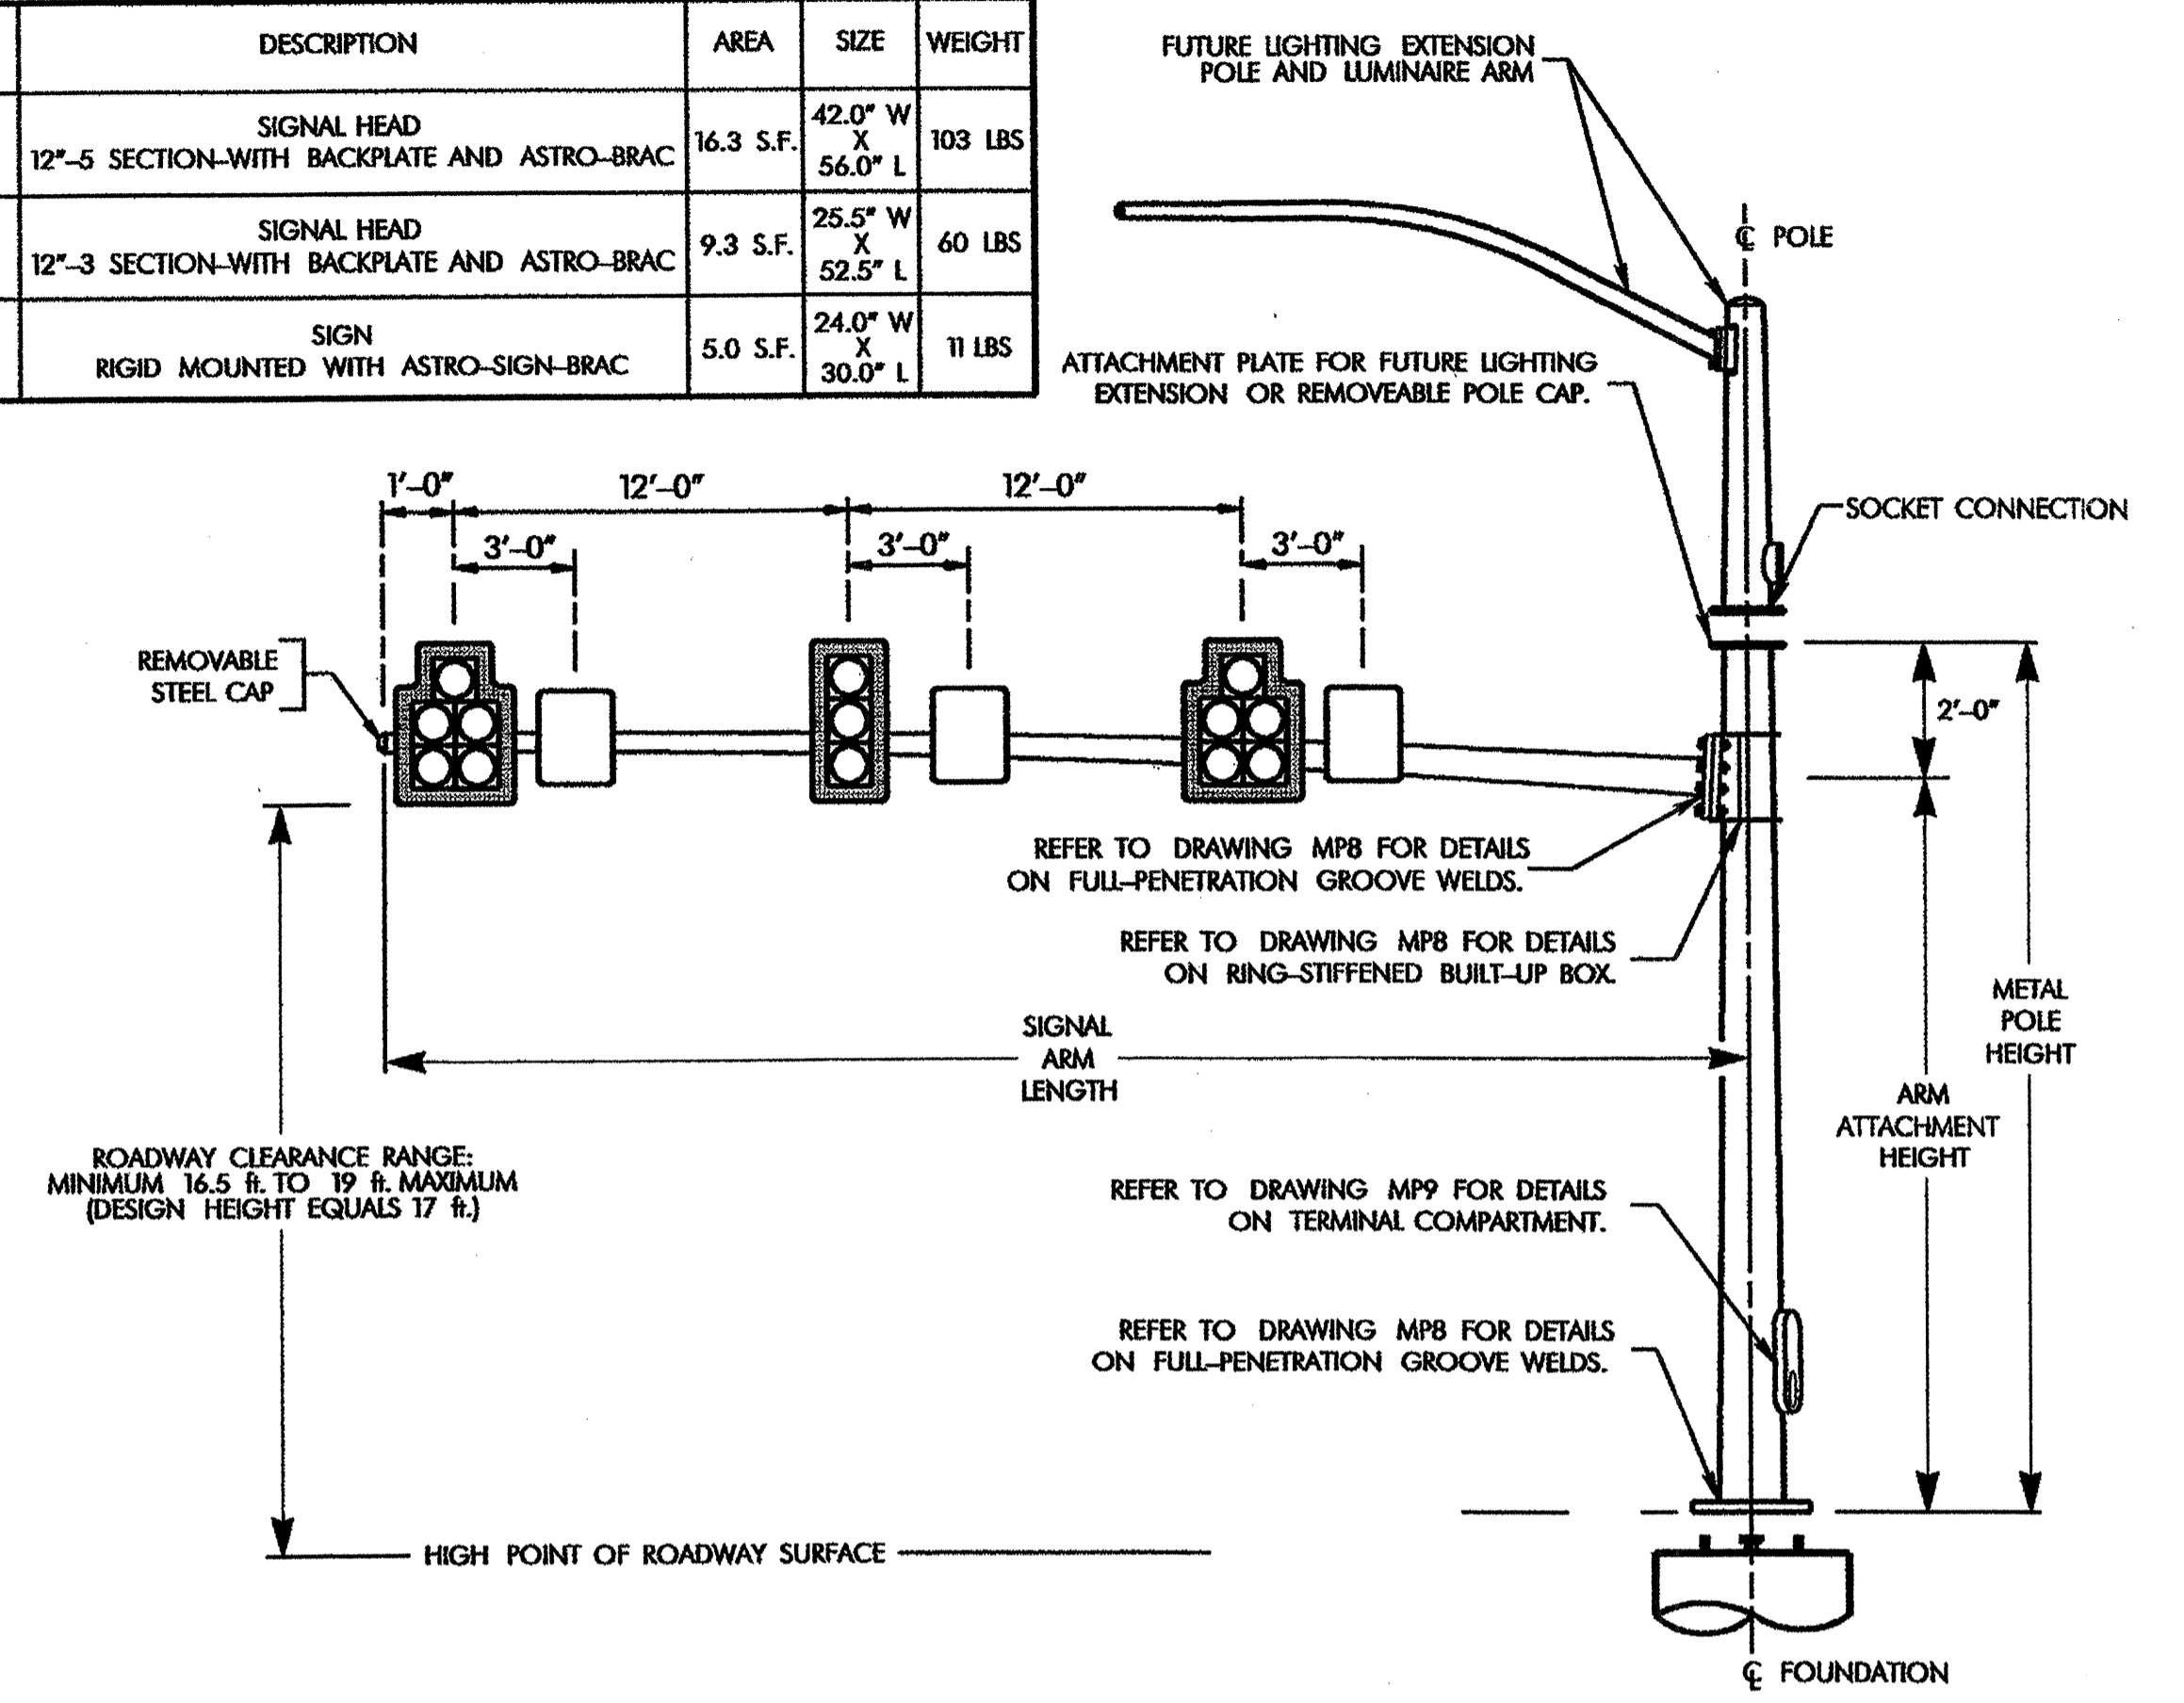 DESCRIPTION AREA SIZE WEIGHT
SIGNAL HEAD
12"-5 SECTION-WITH BACKPLATE AND ASTRO-BRAC
16.3 S.F.
42.0" W
X
56.0" L
103 LBS
SIGNAL HEAD
12"-3 SECTION-WITH BACKPLATE AND ASTRO-BRAC
9.3 S.F.
25.5" W
X
52.5" L
60 LBS
SIGN
RIGID MOUNTED WITH ASTRO-SIGN-BRAC
5.0 S.F.
24.0" W
X
30.0" L
11 LBS
FUTURE LIGHTING EXTENSION
POLE AND LUMINAIRE ARM
℄ POLE
ATTACHMENT PLATE FOR FUTURE LIGHTING
EXTENSION OR REMOVEABLE POLE CAP.
SOCKET CONNECTION
1'-0"
12'-0"
12'-0"
3'-0"
3'-0"
3'-0"
REMOVABLE
STEEL CAP
2'-0"
REFER TO DRAWING MP8 FOR DETAILS
ON FULL-PENETRATION GROOVE WELDS.
REFER TO DRAWING MP8 FOR DETAILS
ON RING-STIFFENED BUILT-UP BOX.
SIGNAL
ARM
LENGTH
METAL
POLE
HEIGHT
ARM
ATTACHMENT
HEIGHT
ROADWAY CLEARANCE RANGE:
MINIMUM 16.5 ft. TO 19 ft. MAXIMUM
(DESIGN HEIGHT EQUALS 17 ft.)
REFER TO DRAWING MP9 FOR DETAILS
ON TERMINAL COMPARTMENT.
REFER TO DRAWING MP8 FOR DETAILS
ON FULL-PENETRATION GROOVE WELDS.
HIGH POINT OF ROADWAY SURFACE
℄ FOUNDATION